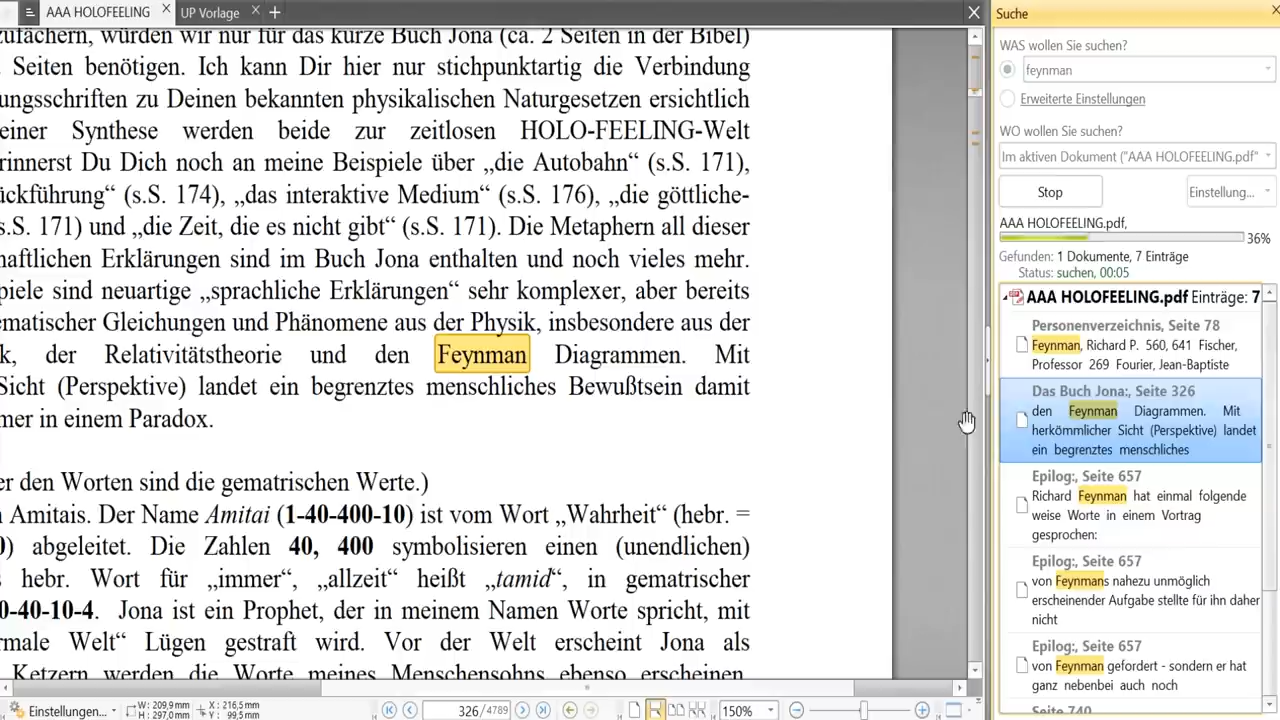 AAA HOLOFEELING
UP Vorlage
zufächern, würden wir nur für das kurze Buch Jona (ca. 2 Seiten in der Bibel)
Seiten benötigen. Ich kann Dir hier nur stichpunktartig die Verbindung
ungsschriften zu Deinen bekannten physikalischen Naturgesetzen ersichtlich
einer Synthese werden beide zur zeitlosen HOLO-FEELING-Welt
rinnerst Du Dich noch an meine Beispiele über „die Autobahn“ (s.S. 171),
ückführung“ (s.S. 174), „das interaktive Medium“ (s.S. 176), „die göttliche-
s.S. 171) und „die Zeit, die es nicht gibt“ (s.S. 171). Die Metaphern all dieser
haftlichen Erklärungen sind im Buch Jona enthalten und noch vieles mehr.
piele sind neuartige „sprachliche Erklärungen“ sehr komplexer, aber bereits
ematischer Gleichungen und Phänomene aus der Physik, insbesondere aus der
k, der Relativitätstheorie und den Feynman Diagrammen. Mit
Sicht (Perspektive) landet ein begrenztes menschliches Bewußtsein damit
mer in einem Paradox.
er den Worten sind die gematrischen Werte.)
n Amitais. Der Name Amitai (1-40-400-10) ist vom Wort „Wahrheit“ (hebr. =
0) abgeleitet. Die Zahlen 40, 400 symbolisieren einen (unendlichen)
s hebr. Wort für „immer“, „allzeit“ heißt „tamid“, in gematrischer
0-40-10-4. Jona ist ein Prophet, der in meinem Namen Worte spricht, mit
rmale Welt“ Lügen gestraft wird. Vor der Welt erscheint Jona als
Ketzern werden die Worte meines Menschensohns ebenso erscheinen,
Einstellungen...
W: 209,9mm
H: 297,0mm
X: 216,5mm
Y: 99,5mm
326/4789
150%
Suche
WAS wollen Sie suchen?
feynman
Erweiterte Einstellungen
WO wollen Sie suchen?
Im aktiven Dokument ("AAA HOLOFEELING.pdf"
Stop
Einstellung...
AAA HOLOFEELING.pdf,
36%
Gefunden: 1 Dokumente, 7 Einträge
Status: suchen, 00:05
AAA HOLOFEELING.pdf Einträge: 7
Personenverzeichnis, Seite 78
Feynman, Richard P. 560, 641 Fischer,
Professor 269 Fourier, Jean-Baptiste
Das Buch Jona:, Seite 326
den Feynman Diagrammen. Mit
herkömmlicher Sicht (Perspektive) landet
ein begrenztes menschliches
Epilog:, Seite 657
Richard Feynman hat einmal folgende
weise Worte in einem Vortrag
gesprochen:
Epilog:, Seite 657
von Feynmans nahezu unmöglich
erscheinender Aufgabe stellte für ihn daher
nicht
Epilog:, Seite 657
von Feynman gefordert - sondern er hat
ganz nebenbei auch noch
Seite 740